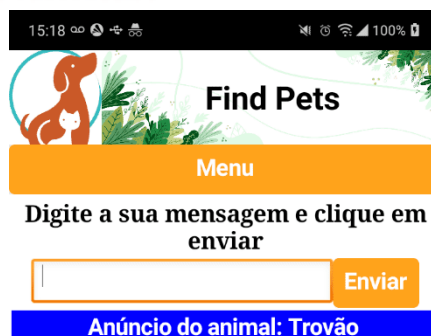 15:18 100%
Find Pets
Menu
Digite a sua mensagem e clique em
enviar
Enviar
Anúncio do animal: Trovão